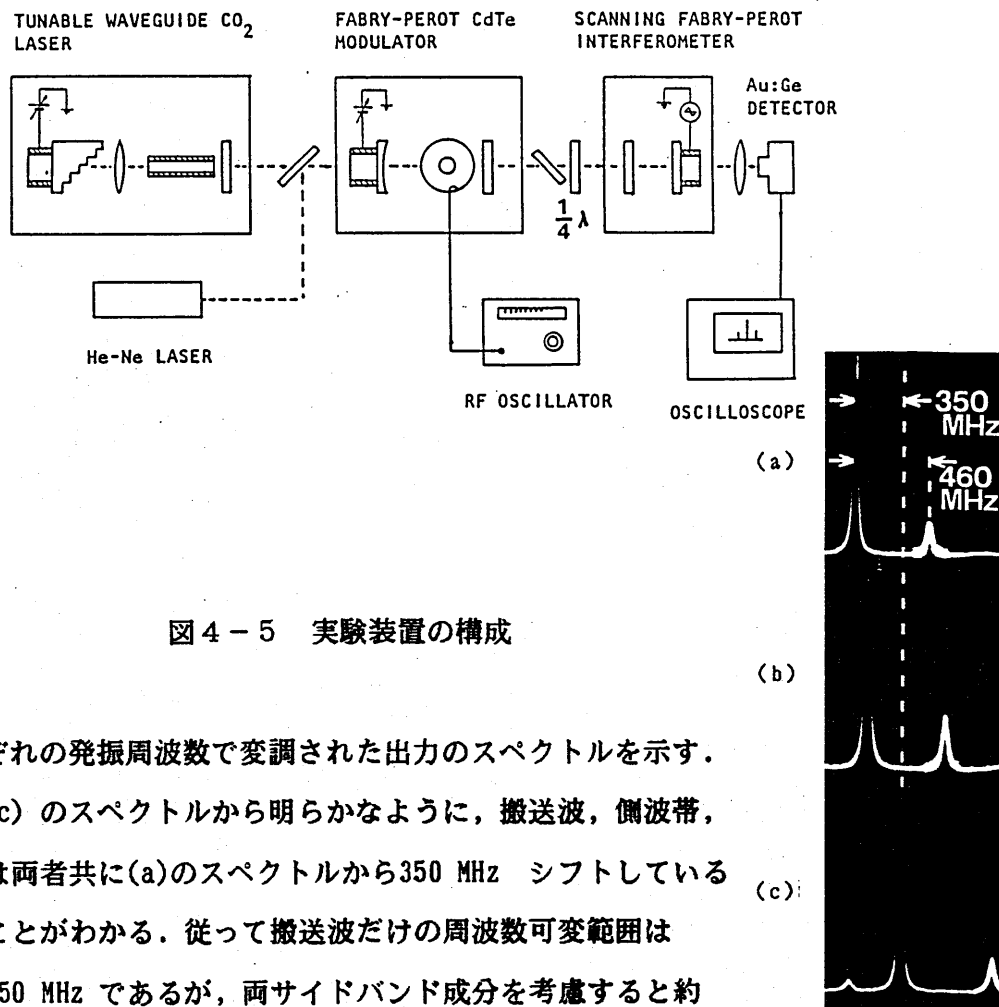 TUNABLE WAVEGUIDE CO2
LASER
FABRY-PEROT CdTe
MODULATOR
SCANNING FABRY-PEROT
INTERFEROMETER
Au:Ge
DETECTOR
1/4 λ
He-Ne LASER
RF OSCILLATOR
OSCILLOSCOPE
(a)
350
MHz
460
MHz
図4-5 実験装置の構成
(b)
ぞれの発振周波数で変調された出力のスペクトルを示す.
c) のスペクトルから明らかなように,搬送波,側波帯,
は両者共に(a)のスペクトルから350 MHz シフトしている
(c)
ことがわかる.従って搬送波だけの周波数可変範囲は
50 MHz であるが,両サイドバンド成分を考慮すると約